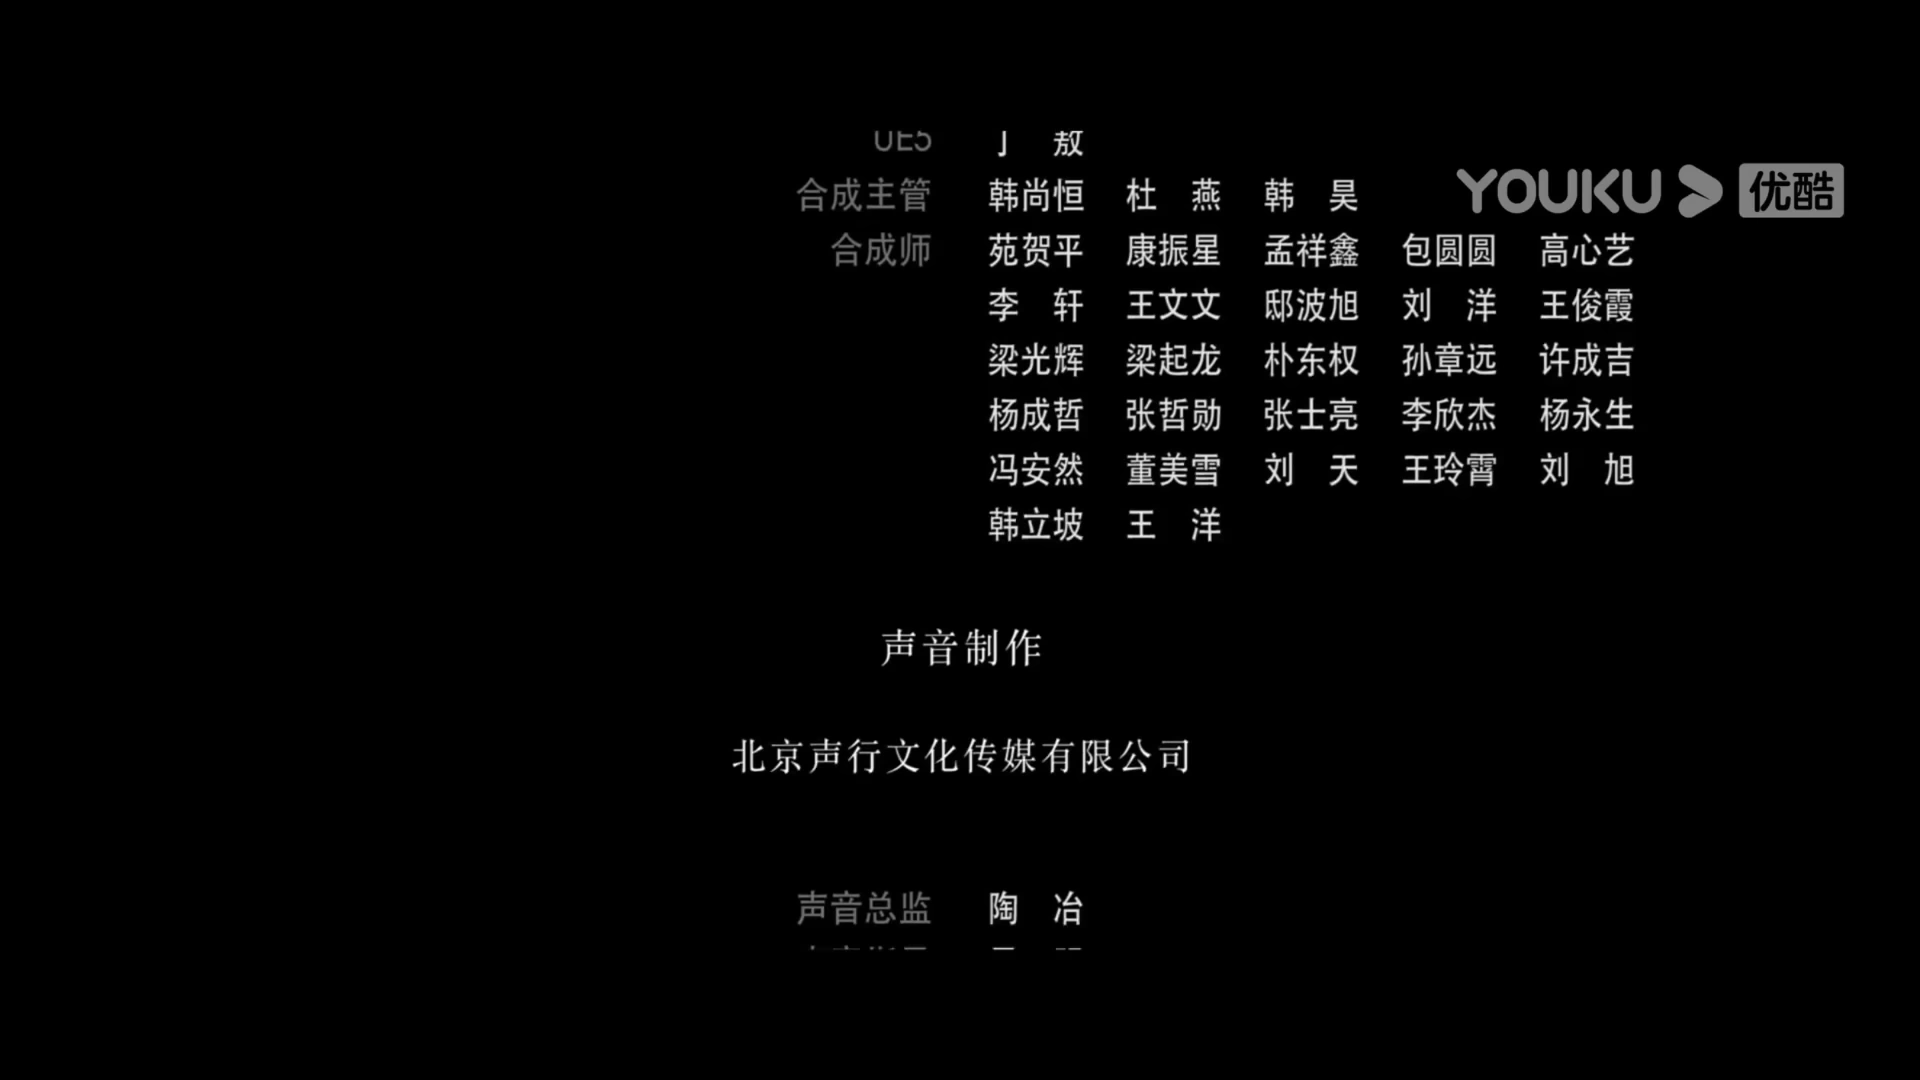 UE5 丁 敖
YOUKU 优酷
合成主管 韩尚恒 杜 燕 韩 昊
合成师 苑贺平 康振星 孟祥鑫 包圆圆 高心艺
李 轩 王文文 邸波旭 刘 洋 王俊霞
梁光辉 梁起龙 朴东权 孙章远 许成吉
杨成哲 张哲勋 张士亮 李欣杰 杨永生
冯安然 董美雪 刘 天 王玲霄 刘 旭
韩立坡 王 洋
声音制作
北京声行文化传媒有限公司
声音总监 陶 冶